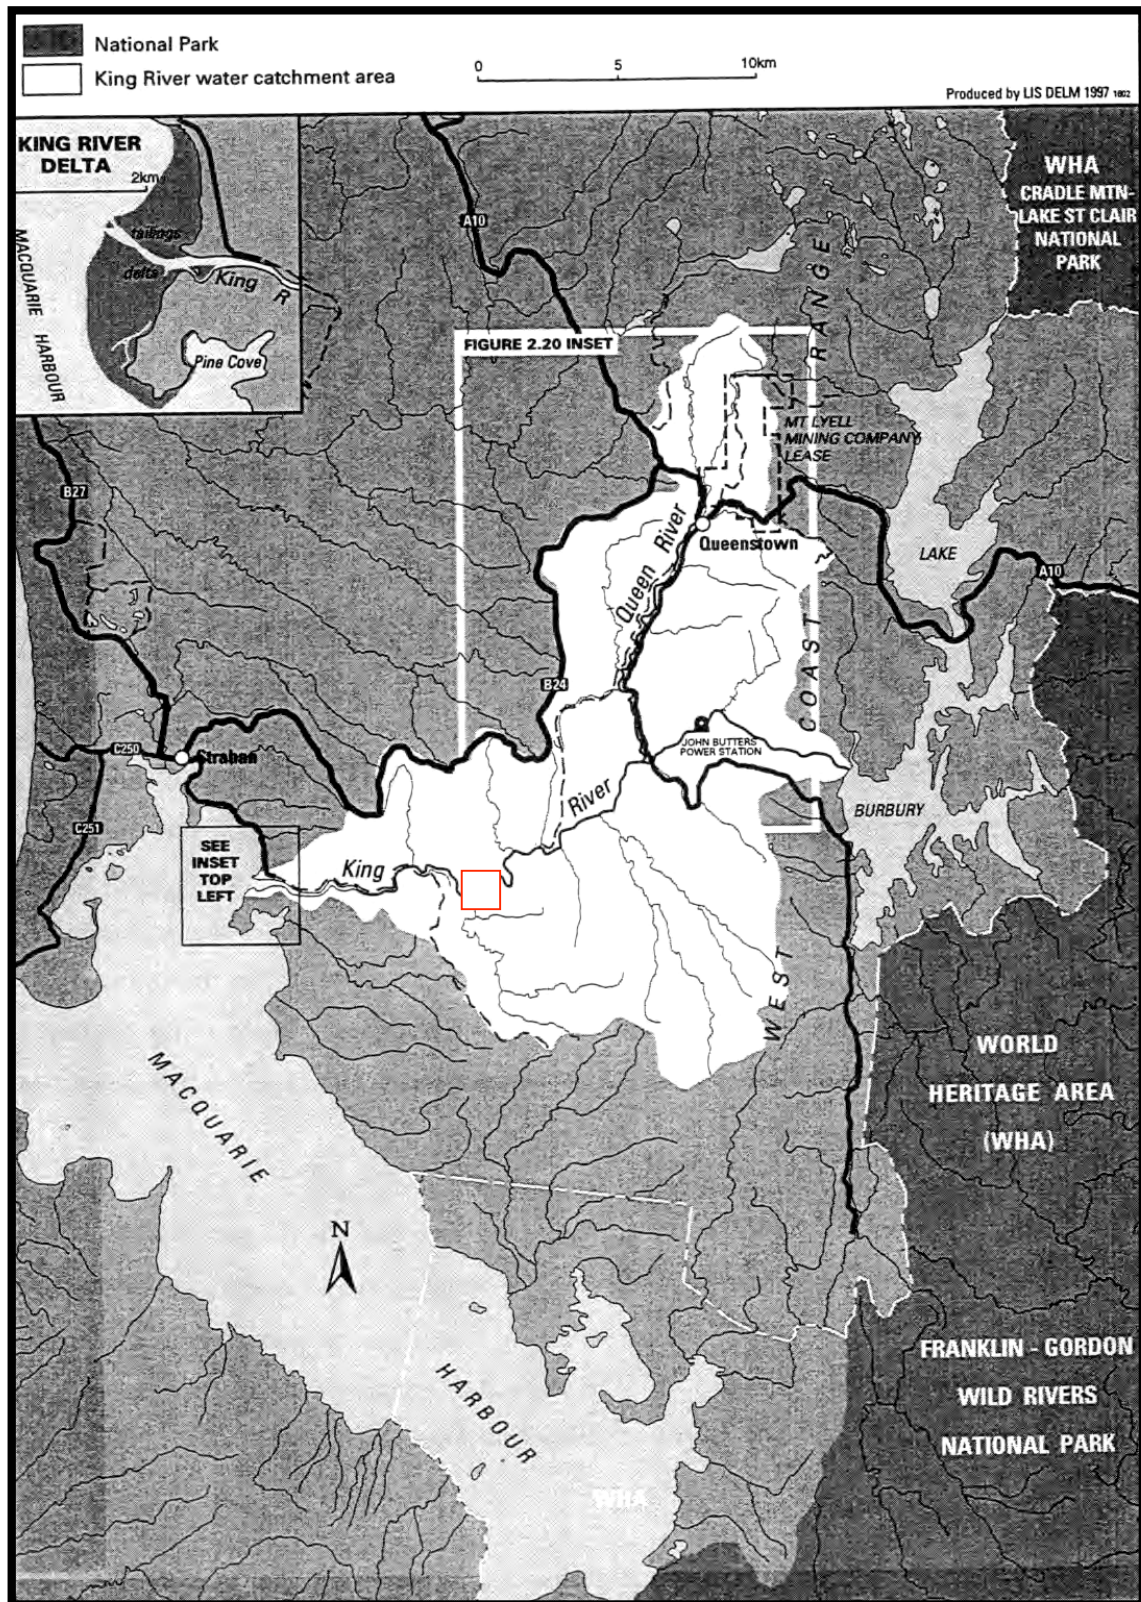 National Park
King River water catchment area
0 5 10km
Produced by LIS DELM 1997 1802
KING RIVER
DELTA
2km
tailings
delta
King R
MACQUARIE HARBOUR
Pine Cove
A10
WHA
CRADLE MTN-
LAKE ST CLAIR
NATIONAL
PARK
FIGURE 2.20 INSET
MT LYELL
MINING COMPANY
LEASE
WEST COAST RANGE
B27
Queen River
Queenstown
LAKE
A10
B24
JOHN BUTTERS
POWER STATION
C250
Strahan
BURBURY
C251
SEE
INSET
TOP
LEFT
King River
WORLD
HERITAGE AREA
(WHA)
MACQUARIE
N
HARBOUR
FRANKLIN - GORDON
WILD RIVERS
NATIONAL PARK
WHA